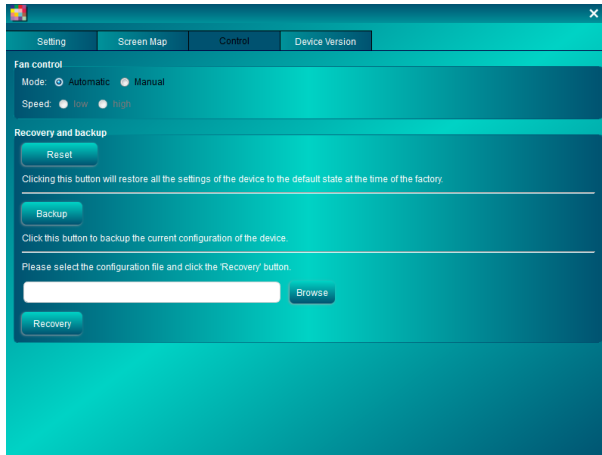 Setting Screen Map Control Device Version
Fan control
Mode: Automatic Manual
Speed: low high
Recovery and backup
Reset
Clicking this button will restore all the settings of the device to the default state at the time of the factory.
Backup
Click this button to backup the current configuration of the device.
Please select the configuration file and click the 'Recovery' button.
Browse
Recovery